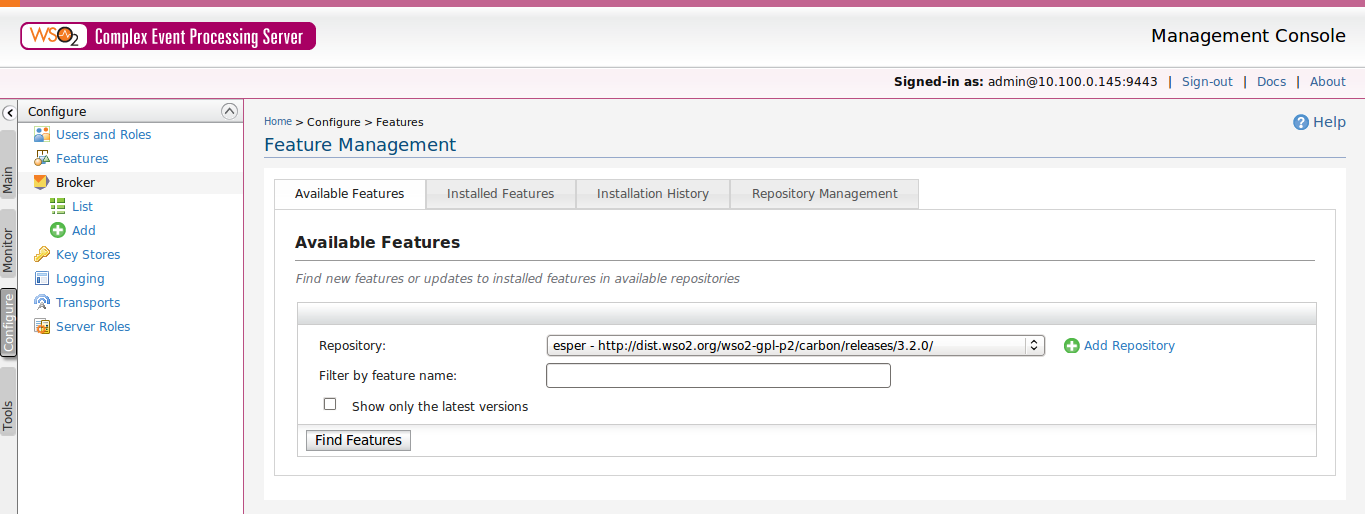 WSO2 Complex Event Processing Server
Management Console
Signed-in as: admin@10.100.0.145:9443 | Sign-out | Docs | About
Main
Monitor
Configure
Tools
Configure
Users and Roles
Features
Broker
List
Add
Key Stores
Logging
Transports
Server Roles
Home > Configure > Features
Help
Feature Management
Available Features
Installed Features
Installation History
Repository Management
Available Features
Find new features or updates to installed features in available repositories
Repository: esper - http://dist.wso2.org/wso2-gpl-p2/carbon/releases/3.2.0/ Add Repository
Filter by feature name:
Show only the latest versions
Find Features